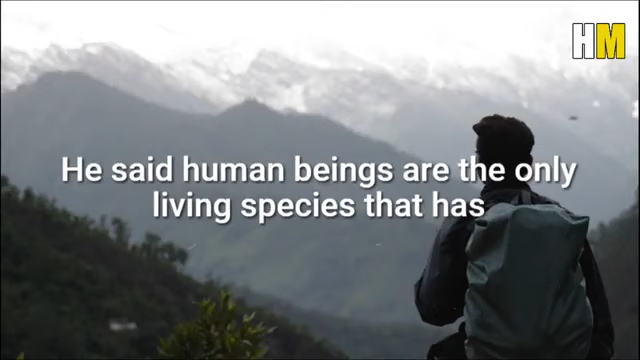 HM
He said human beings are the only
living species that has